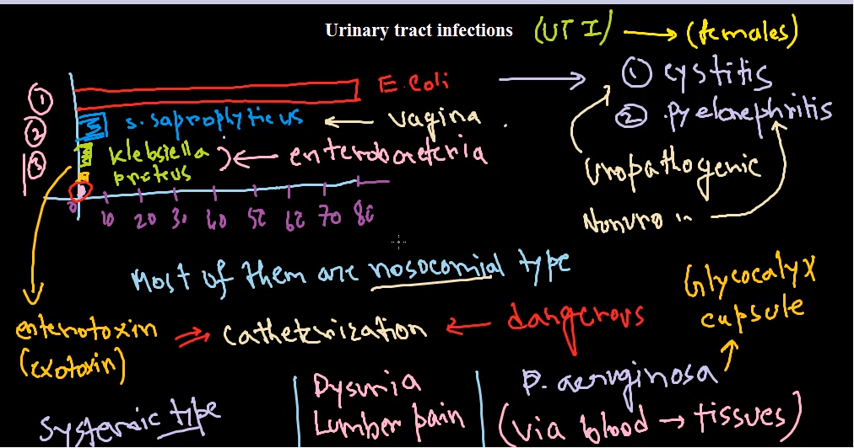 Urinary tract infections (UTI) → (females)
① E. Coli → ① cystitis
② S. saprophyticus ← vagina . ② Pyelonephritis
③ Klebsiella
proteus ) ← enterobacteria
Uropathogenic
Nonuro "
0 10 20 30 40 50 60 70 80
Most of them are nosocomial type
Glycocalyx
capsule
enterotoxin ⇒ catheterization ← dangerous
(exotoxin)
Systemic type
Dysuria
Lumber pain
P. aeruginosa
(via blood → tissues)